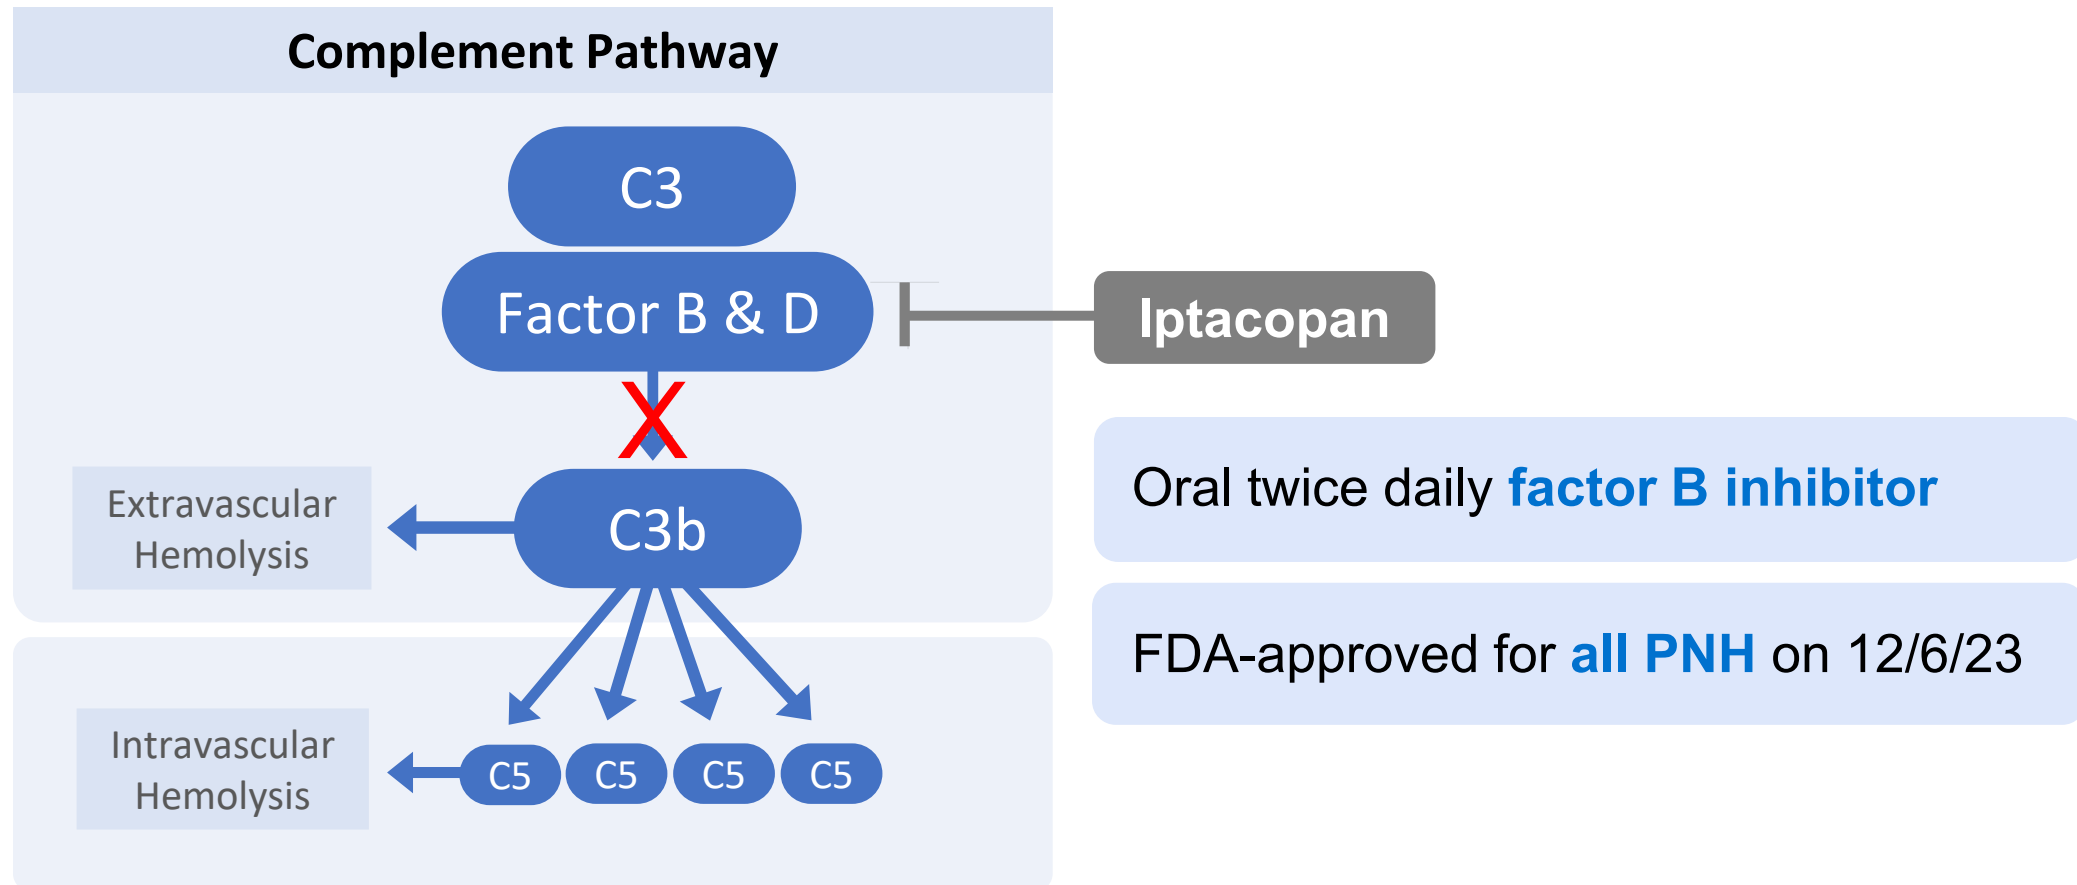 Complement Pathway
C3
Factor B & D
Iptacopan
Oral twice daily factor B inhibitor
Extravascular
Hemolysis
C3b
FDA-approved for all PNH on 12/6/23
Intravascular
Hemolysis
C5 C5 C5 C5